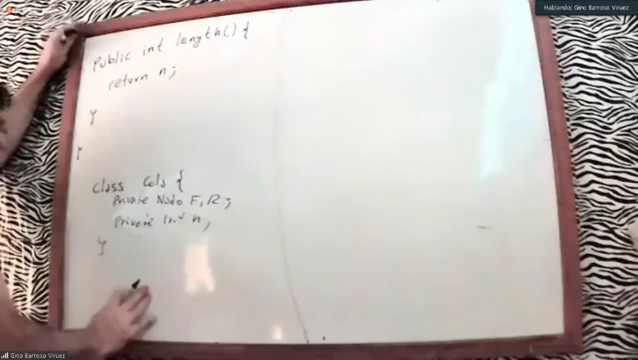 Hablando: Gino Barroso Viruez
Public int length() {
return n;
}
}
Class Cola {
Private Nodo F, R;
Private Int n;
}
Gino Barroso Viruez